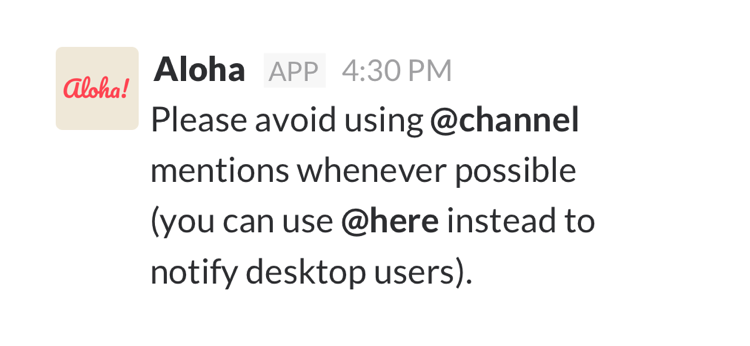 Aloha!
Aloha APP 4:30 PM
Please avoid using @channel
mentions whenever possible
(you can use @here instead to
notify desktop users).